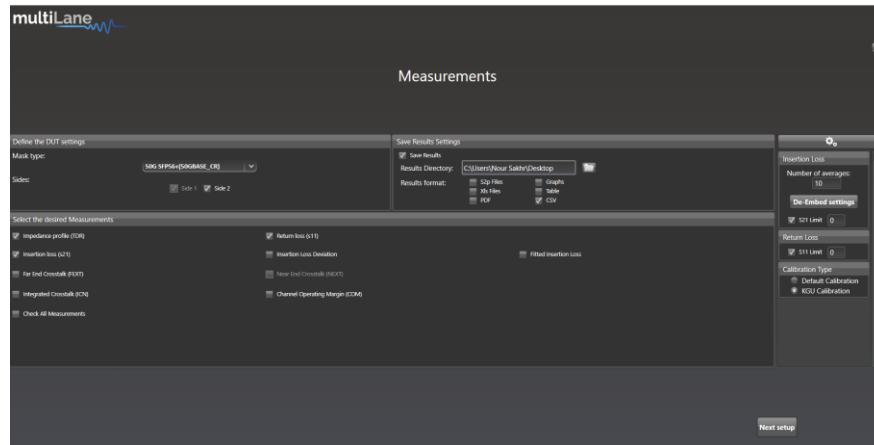 multiLane
Measurements
Define the DUT settings
Mask type:
50G SFP56+(50GBASE_CR)
Sides:
Side 1
Side 2
Save Results Settings
Save Results
Results Directory:
C:\Users\Nour Sakhr\Desktop
Results format:
S2p Files
Graphs
Xls Files
Table
PDF
CSV
Select the desired Measurements
Impedance profile (TDR)
Return loss (s11)
Insertion loss (s21)
Insertion Loss Deviation
Fitted Insertion Loss
Far End Crosstalk (FEXT)
Near End Crosstalk (NEXT)
Integrated Crosstalk (ICN)
Channel Operating Margin (COM)
Check All Measurements
Insertion Loss
Number of averages:
10
De-Embed settings
S21 Limit 0
Return Loss
S11 Limit 0
Calibration Type
Default Calibration
KGU Calibration
Next setup